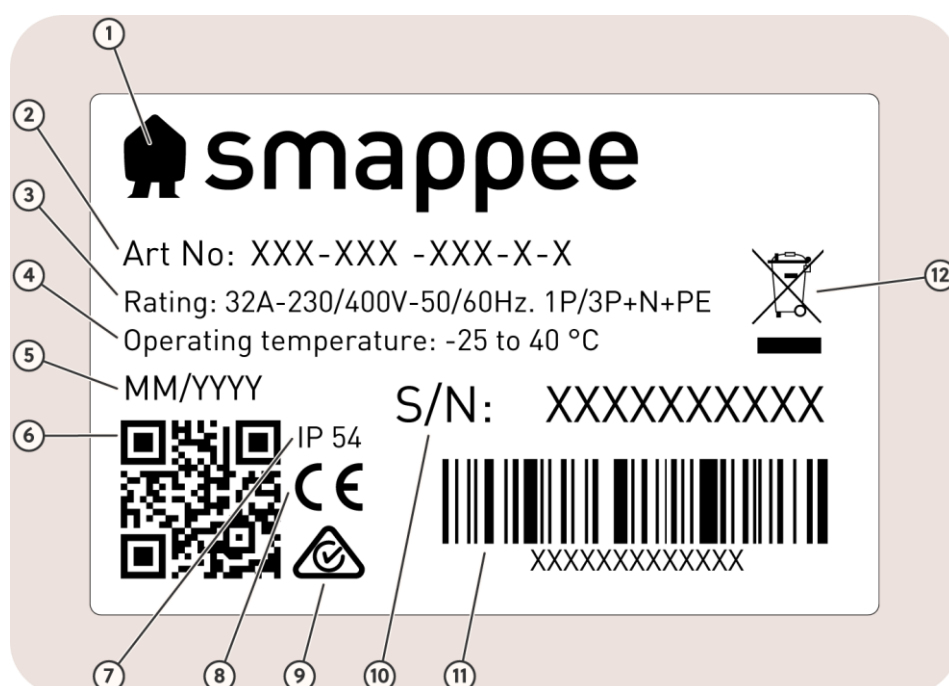 1
2
3
4
5
6
7
8
9
10
11
12
smappee
Art No: XXX-XXX -XXX-X-X
Rating: 32A-230/400V-50/60Hz. 1P/3P+N+PE
Operating temperature: -25 to 40 °C
MM/YYYY
S/N: XXXXXXXXXX
IP 54
CE
XXXXXXXXXXXXX